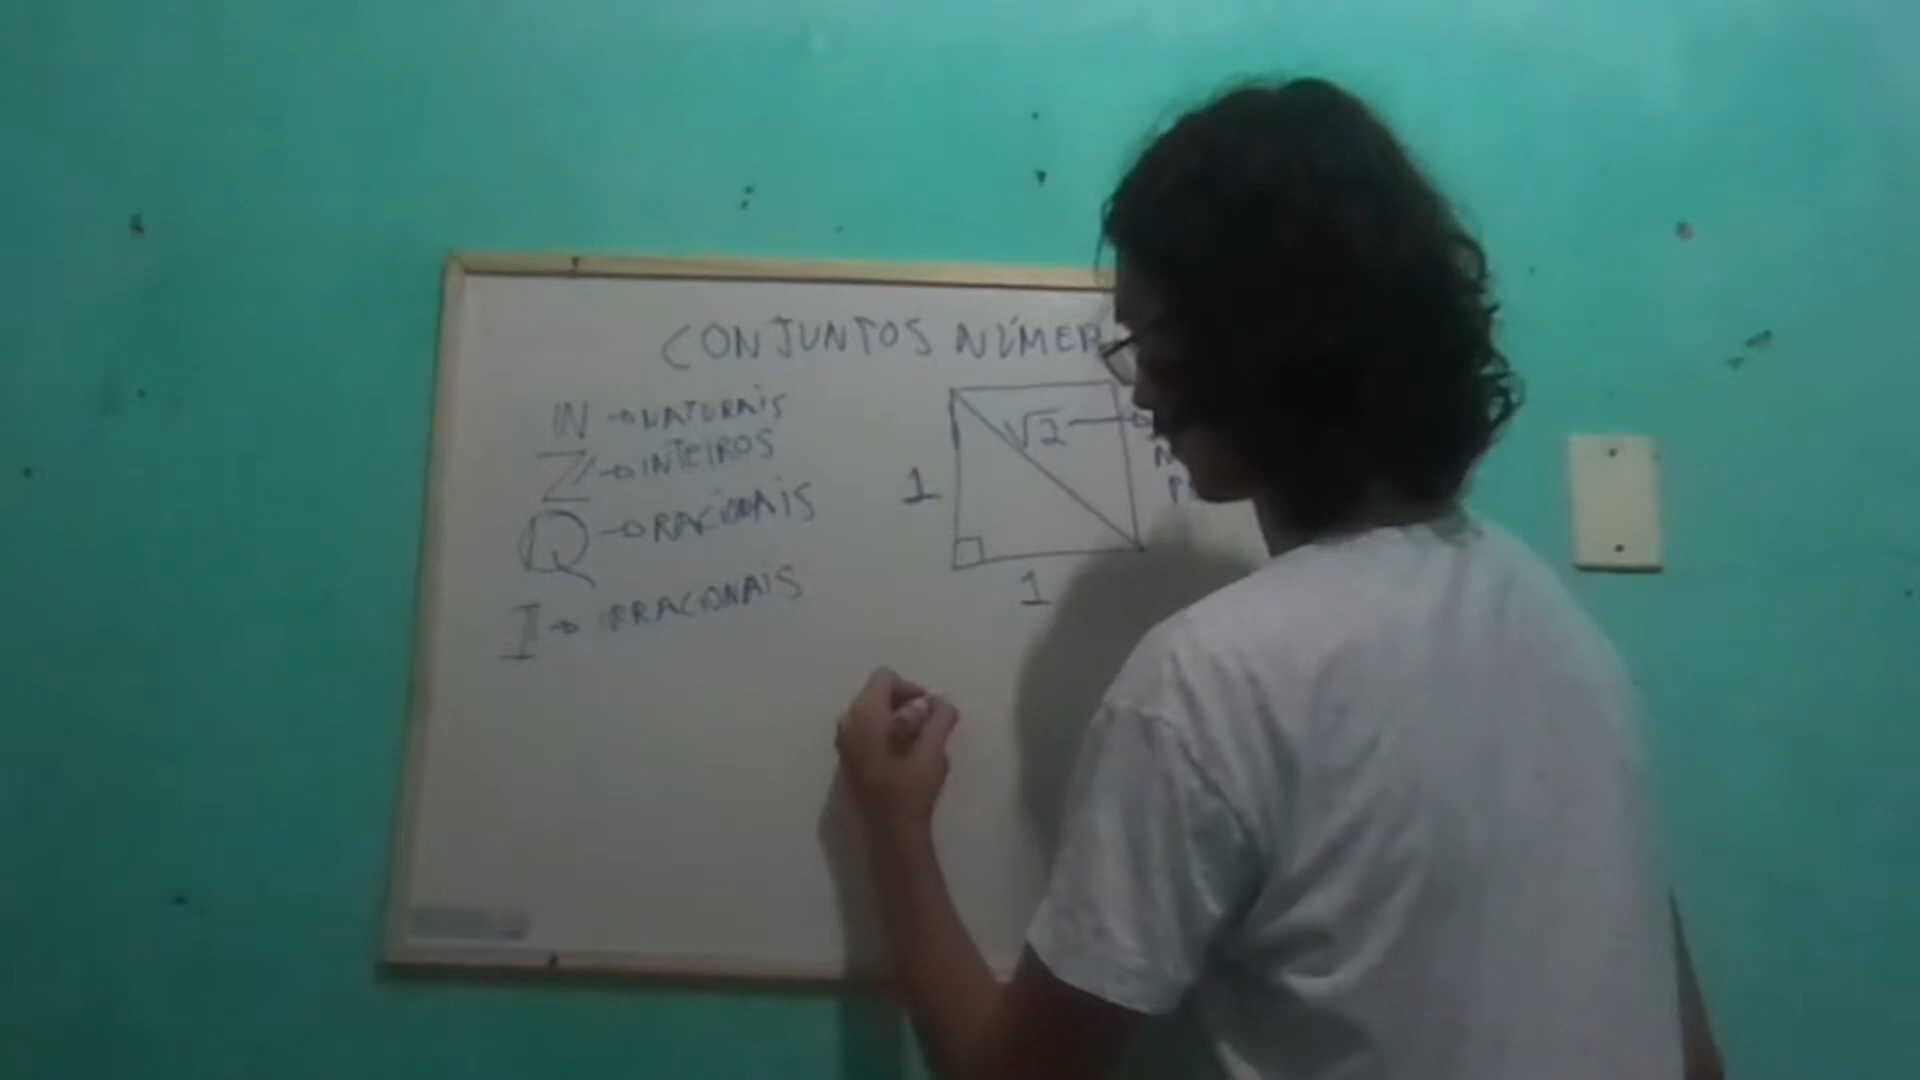 CONJUNTOS NÚMER
IN → NATURAIS
Z → INTEIROS
Q → RACIONAIS
I → IRRACIONAIS
√2 →
1
1